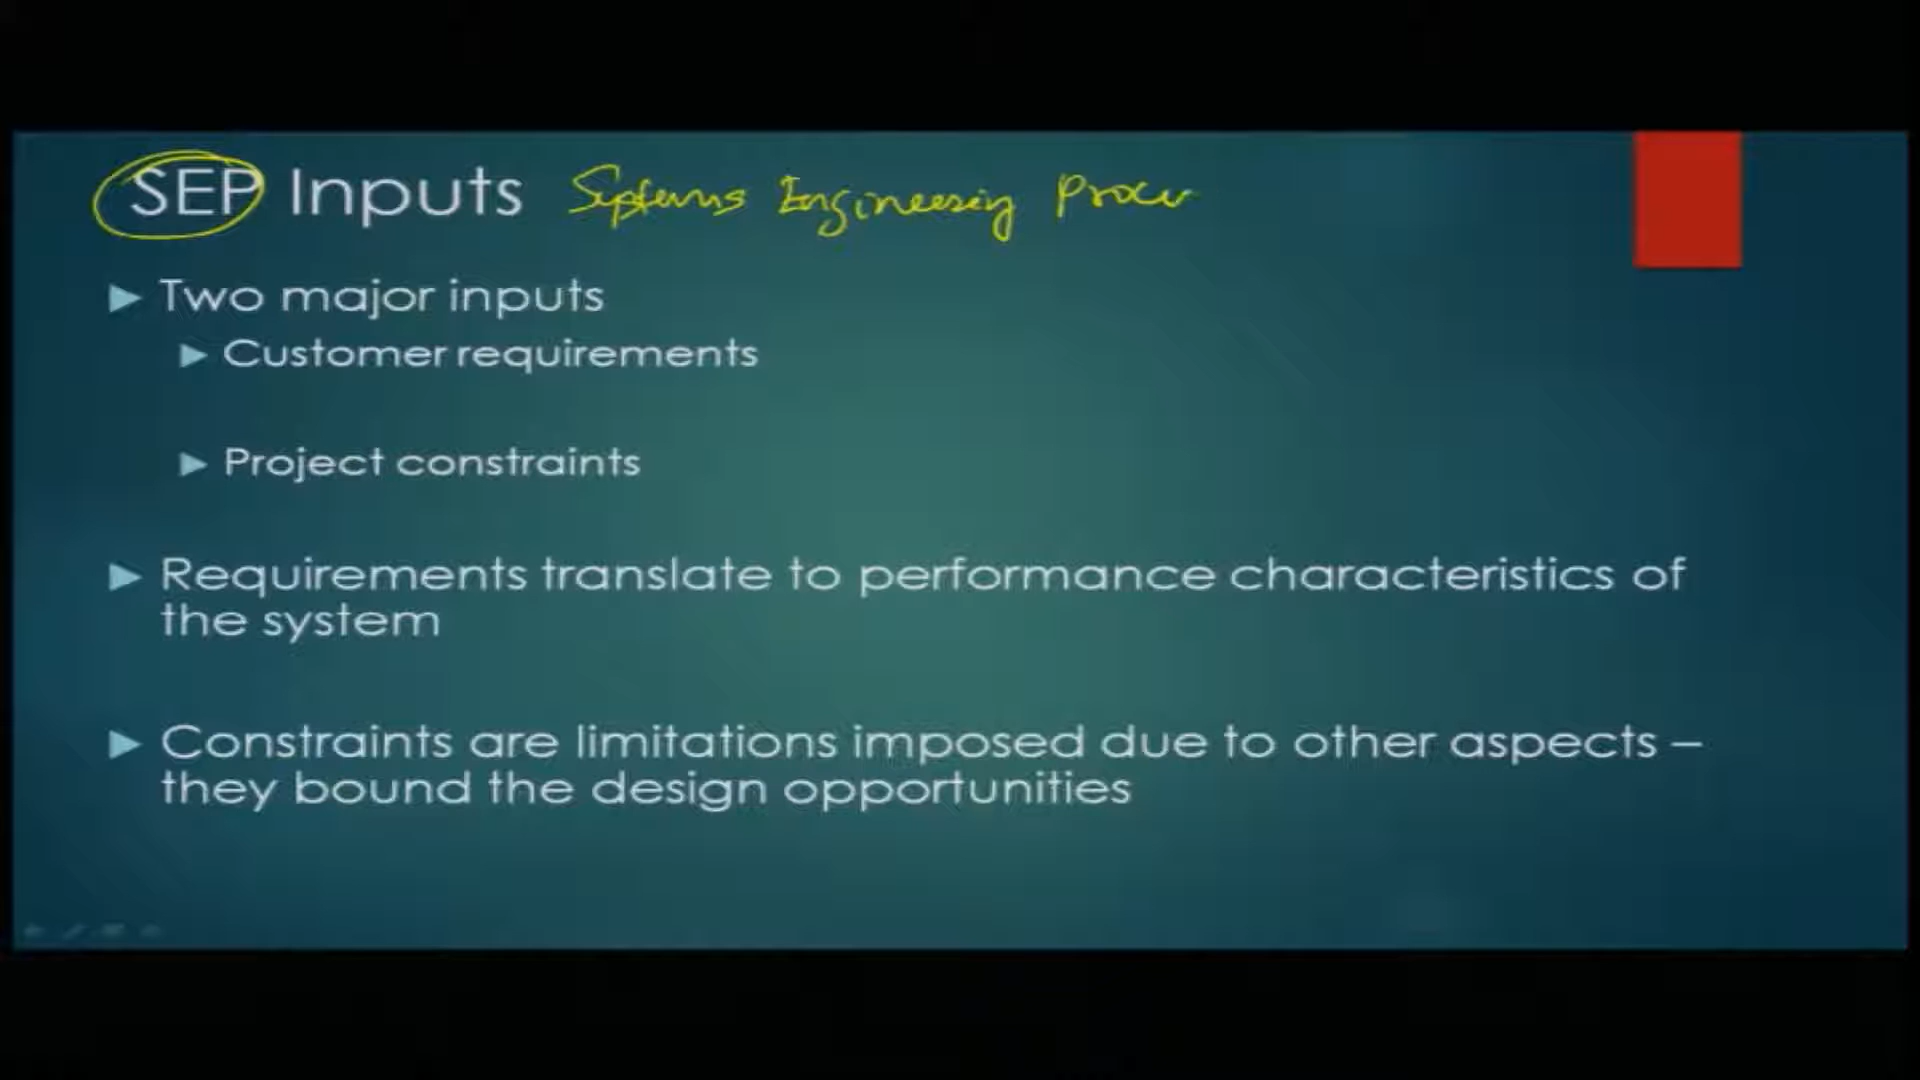 SEP Inputs Systems Engineering Proce
Two major inputs
Customer requirements
Project constraints
Requirements translate to performance characteristics of
the system
Constraints are limitations imposed due to other aspects –
they bound the design opportunities